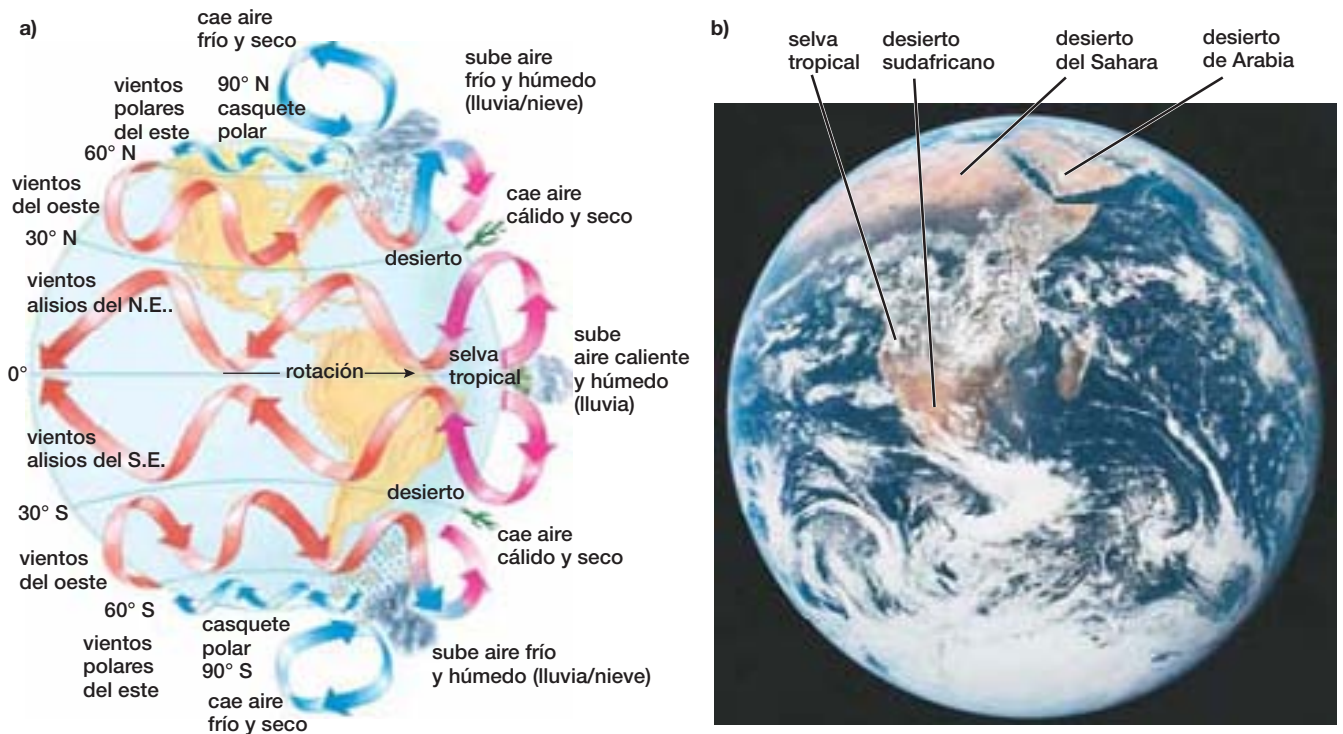 a)
cae aire
frío y seco
sube aire
frío y húmedo
(lluvia/nieve)
vientos
polares
del este
90° N
casquete
polar
60° N
vientos
del oeste
cae aire
cálido y seco
30° N
desierto
vientos
alisios del N.E..
sube
aire caliente
y húmedo
(lluvia)
selva
tropical
0°
rotación
vientos
alisios del S.E.
desierto
30° S
cae aire
cálido y seco
vientos
del oeste
60° S
casquete
polar
90° S
vientos
polares
del este
sube aire frío
y húmedo (lluvia/nieve)
cae aire
frío y seco
b)
selva
tropical
desierto
sudafricano
desierto
del Sahara
desierto
de Arabia